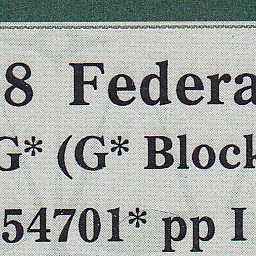 8 Federa
G* (G* Block
54701* pp I